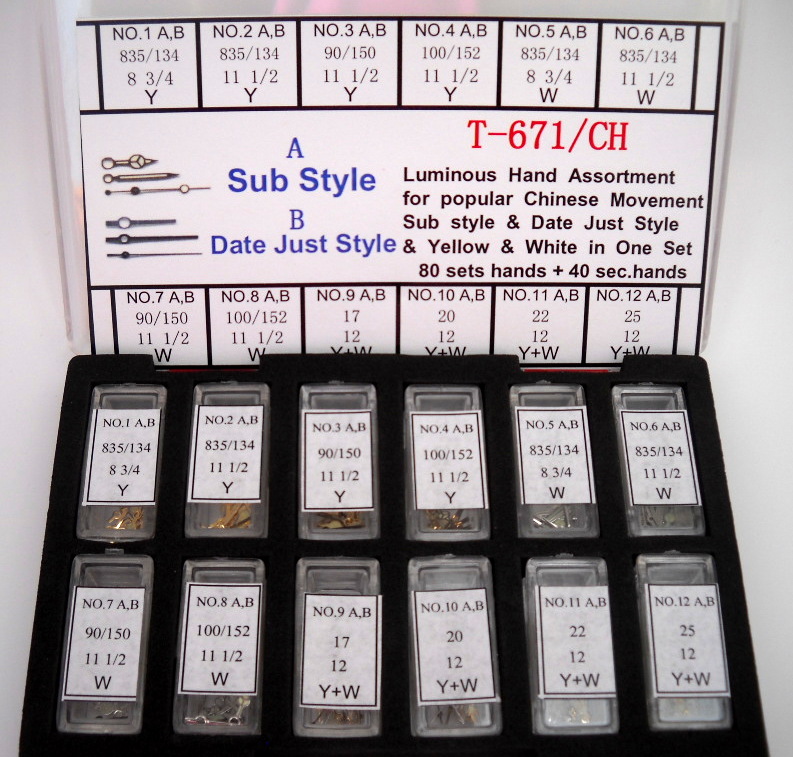 NO.1 A,B NO.2 A,B NO.3 A,B NO.4 A,B NO.5 A,B NO.6 A,B
835/134 835/134 90/150 100/152 835/134 835/134
8 3/4 11 1/2 11 1/2 11 1/2 8 3/4 11 1/2
Y Y Y Y W W
T-671/CH
A
Sub Style
B
Date Just Style
Luminous Hand Assortment
for popular Chinese Movement
Sub style & Date Just Style
& Yellow & White in One Set
80 sets hands + 40 sec.hands
NO.7 A,B NO.8 A,B NO.9 A,B NO.10 A,B NO.11 A,B NO.12 A,B
90/150 100/152 17 20 22 25
11 1/2 11 1/2 12 12 12 12
W W Y+W Y+W Y+W Y+W
NO.1 A,B NO.2 A,B NO.3 A,B NO.4 A,B NO.5 A,B NO.6 A,B
835/134 835/134 90/150 100/152 835/134 835/134
8 3/4 11 1/2 11 1/2 11 1/2 8 3/4 11 1/2
Y Y Y Y W W
NO.7 A,B NO.8 A,B NO.9 A,B NO.10 A,B NO.11 A,B NO.12 A,B
90/150 100/152 17 20 22 25
11 1/2 11 1/2 12 12 12 12
W W Y+W Y+W Y+W Y+W